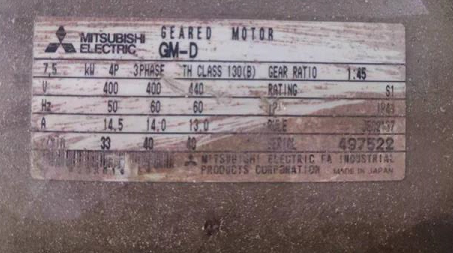 MITSUBISHI ELECTRIC GEARED MOTOR GM-D
7.5 kW 4P 3PHASE TH CLASS 130(B) GEAR RATIO 1:45
V 400 400 440 RATING S1
Hz 50 60 60
A 14.5 14.0 13.0
33 40 40 SERIAL 497522
MITSUBISHI ELECTRIC FA INDUSTRIAL
PRODUCTS CORPORATION MADE IN JAPAN